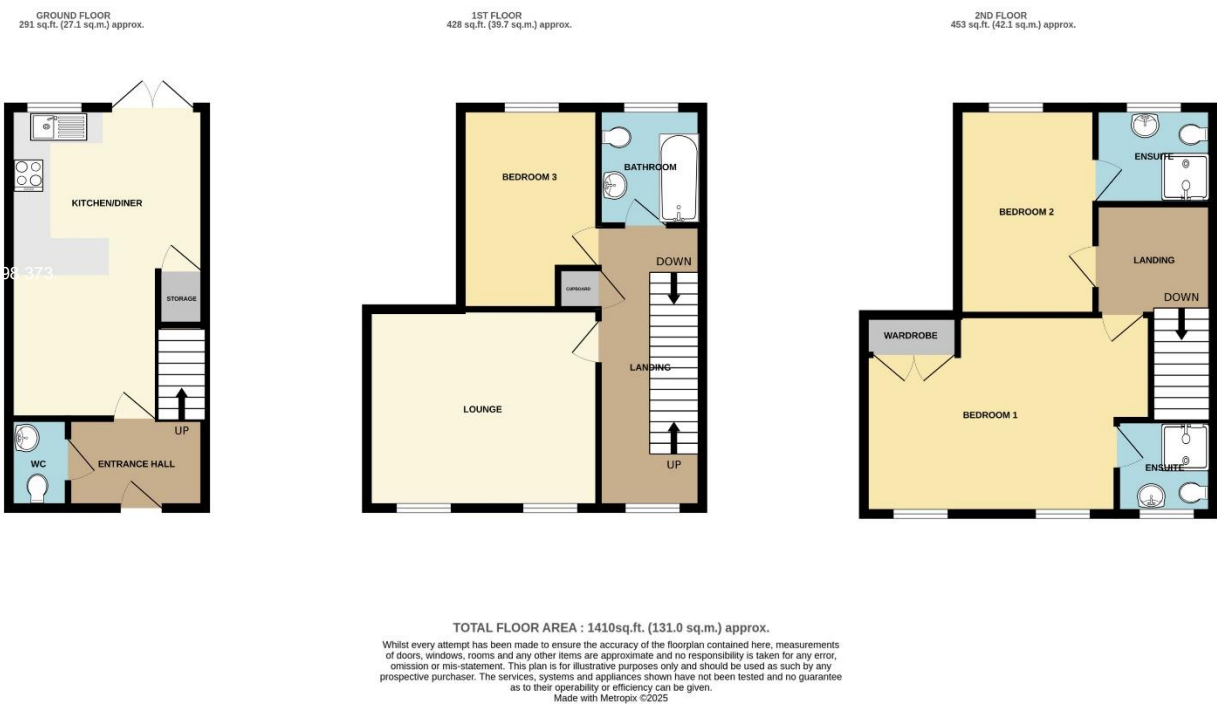 GROUND FLOOR
291 sq.ft. (27.1 sq.m.) approx.
1ST FLOOR
428 sq.ft. (39.7 sq.m.) approx.
2ND FLOOR
453 sq.ft. (42.1 sq.m.) approx.
KITCHEN/DINER
98.373.
STORAGE
UP
WC
ENTRANCE HALL
BEDROOM 3
BATHROOM
DOWN
CUPBOARD
LANDING
LOUNGE
UP
ENSUITE
BEDROOM 2
LANDING
DOWN
WARDROBE
BEDROOM 1
ENSUITE
TOTAL FLOOR AREA : 1410sq.ft. (131.0 sq.m.) approx.
Whilst every attempt has been made to ensure the accuracy of the floorplan contained here, measurements
of doors, windows, rooms and any other items are approximate and no responsibility is taken for any error,
omission or mis-statement. This plan is for illustrative purposes only and should be used as such by any
prospective purchaser. The services, systems and appliances shown have not been tested and no guarantee
as to their operability or efficiency can be given.
Made with Metropix ©2025